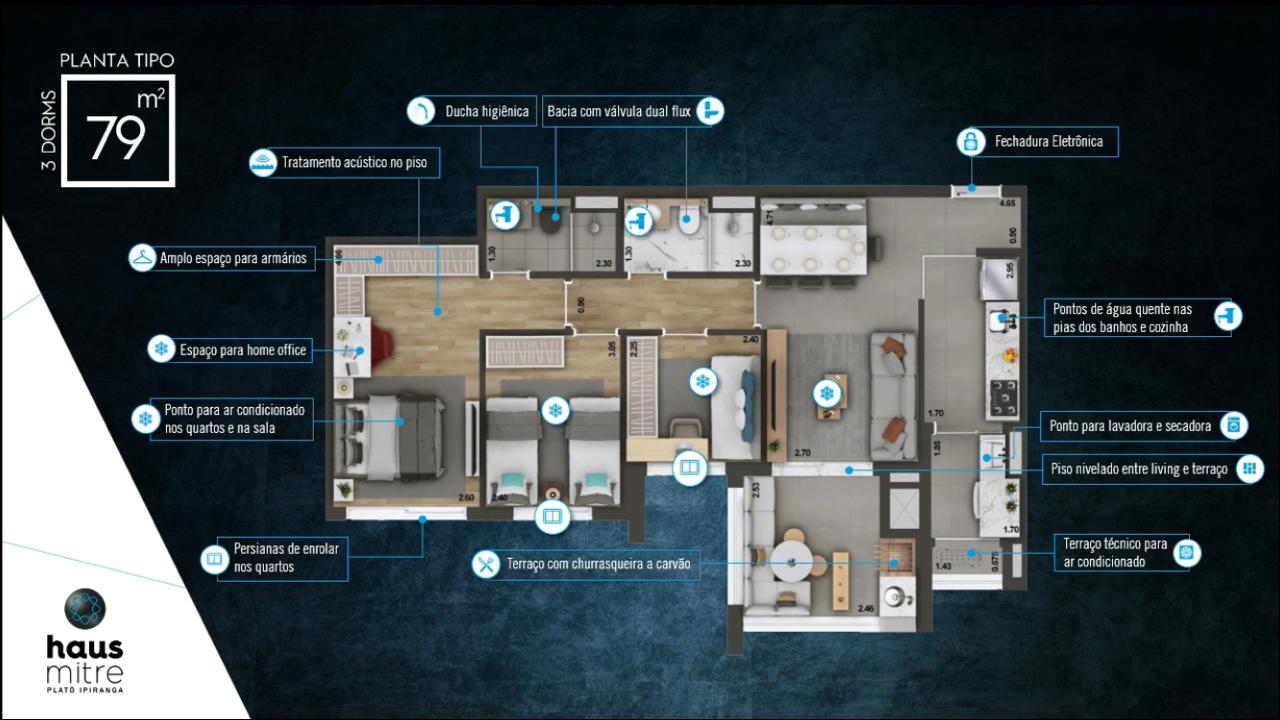 PLANTA TIPO
3 DORMS
79 m²
Ducha higiênica
Bacia com válvula dual flux
Fechadura Eletrônica
Tratamento acústico no piso
Amplo espaço para armários
Espaço para home office
Ponto para ar condicionado
nos quartos e na sala
Persianas de enrolar
nos quartos
Terraço com churrasqueira a carvão
Pontos de água quente nas
pias dos banhos e cozinha
Ponto para lavadora e secadora
Piso nivelado entre living e terraço
Terraço técnico para
ar condicionado
4.66
1.30
2.30
1.30
2.30
4.71
4.65
0.90
2.95
0.90
3.05
2.25
2.40
2.70
1.70
1.85
2.60
2.40
2.53
2.46
1.70
1.43
0.675
haus
mitre
PLATÔ IPIRANGA